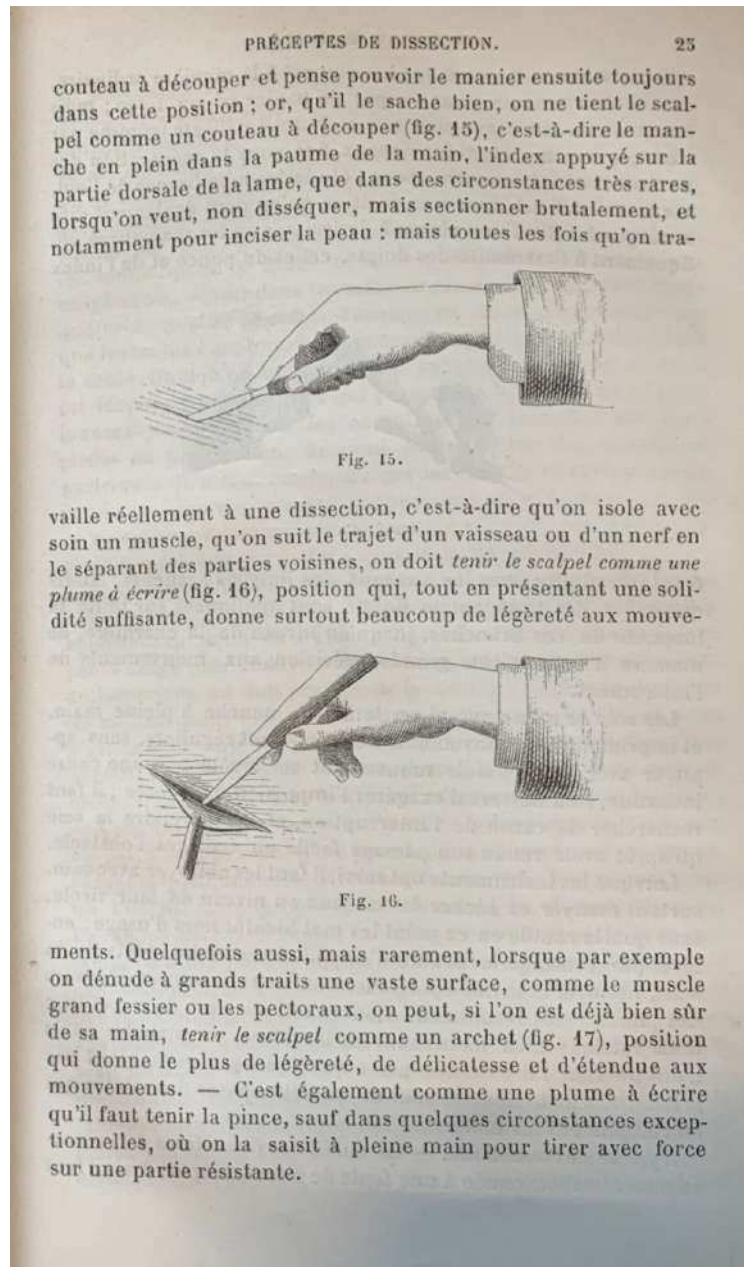 PRÉCEPTES DE DISSECTION. 23
couteau à découper et pense pouvoir le manier ensuite toujours
dans cette position ; or, qu'il le sache bien, on ne tient le scal-
pel comme un couteau à découper (fig. 15), c'est-à-dire le man-
che en plein dans la paume de la main, l'index appuyé sur la
partie dorsale de la lame, que dans des circonstances très rares,
lorsqu'on veut, non disséquer, mais sectionner brutalement, et
notamment pour inciser la peau : mais toutes les fois qu'on tra-
Fig. 15.
vaille réellement à une dissection, c'est-à-dire qu'on isole avec
soin un muscle, qu'on suit le trajet d'un vaisseau ou d'un nerf en
le séparant des parties voisines, on doit tenir le scalpel comme une
plume à écrire (fig. 16), position qui, tout en présentant une soli-
dité suffisante, donne surtout beaucoup de légèreté aux mouve-
Fig. 16.
ments. Quelquefois aussi, mais rarement, lorsque par exemple
on dénude à grands traits une vaste surface, comme le muscle
grand fessier ou les pectoraux, on peut, si l'on est déjà bien sûr
de sa main, tenir le scalpel comme un archet (fig. 17), position
qui donne le plus de légèreté, de délicatesse et d'étendue aux
mouvements. — C'est également comme une plume à écrire
qu'il faut tenir la pince, sauf dans quelques circonstances excep-
tionnelles, où on la saisit à pleine main pour tirer avec force
sur une partie résistante.